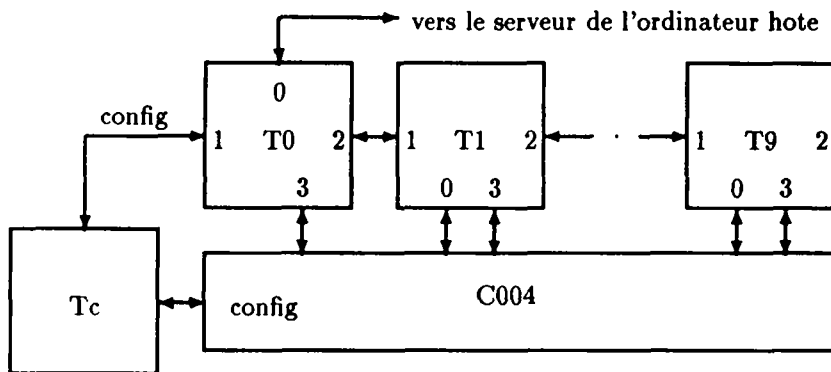 vers le serveur de l'ordinateur hote
0
config
1 T0 2 1 T1 2 1 T9 2
3 0 3 0 3
Tc
config
C004